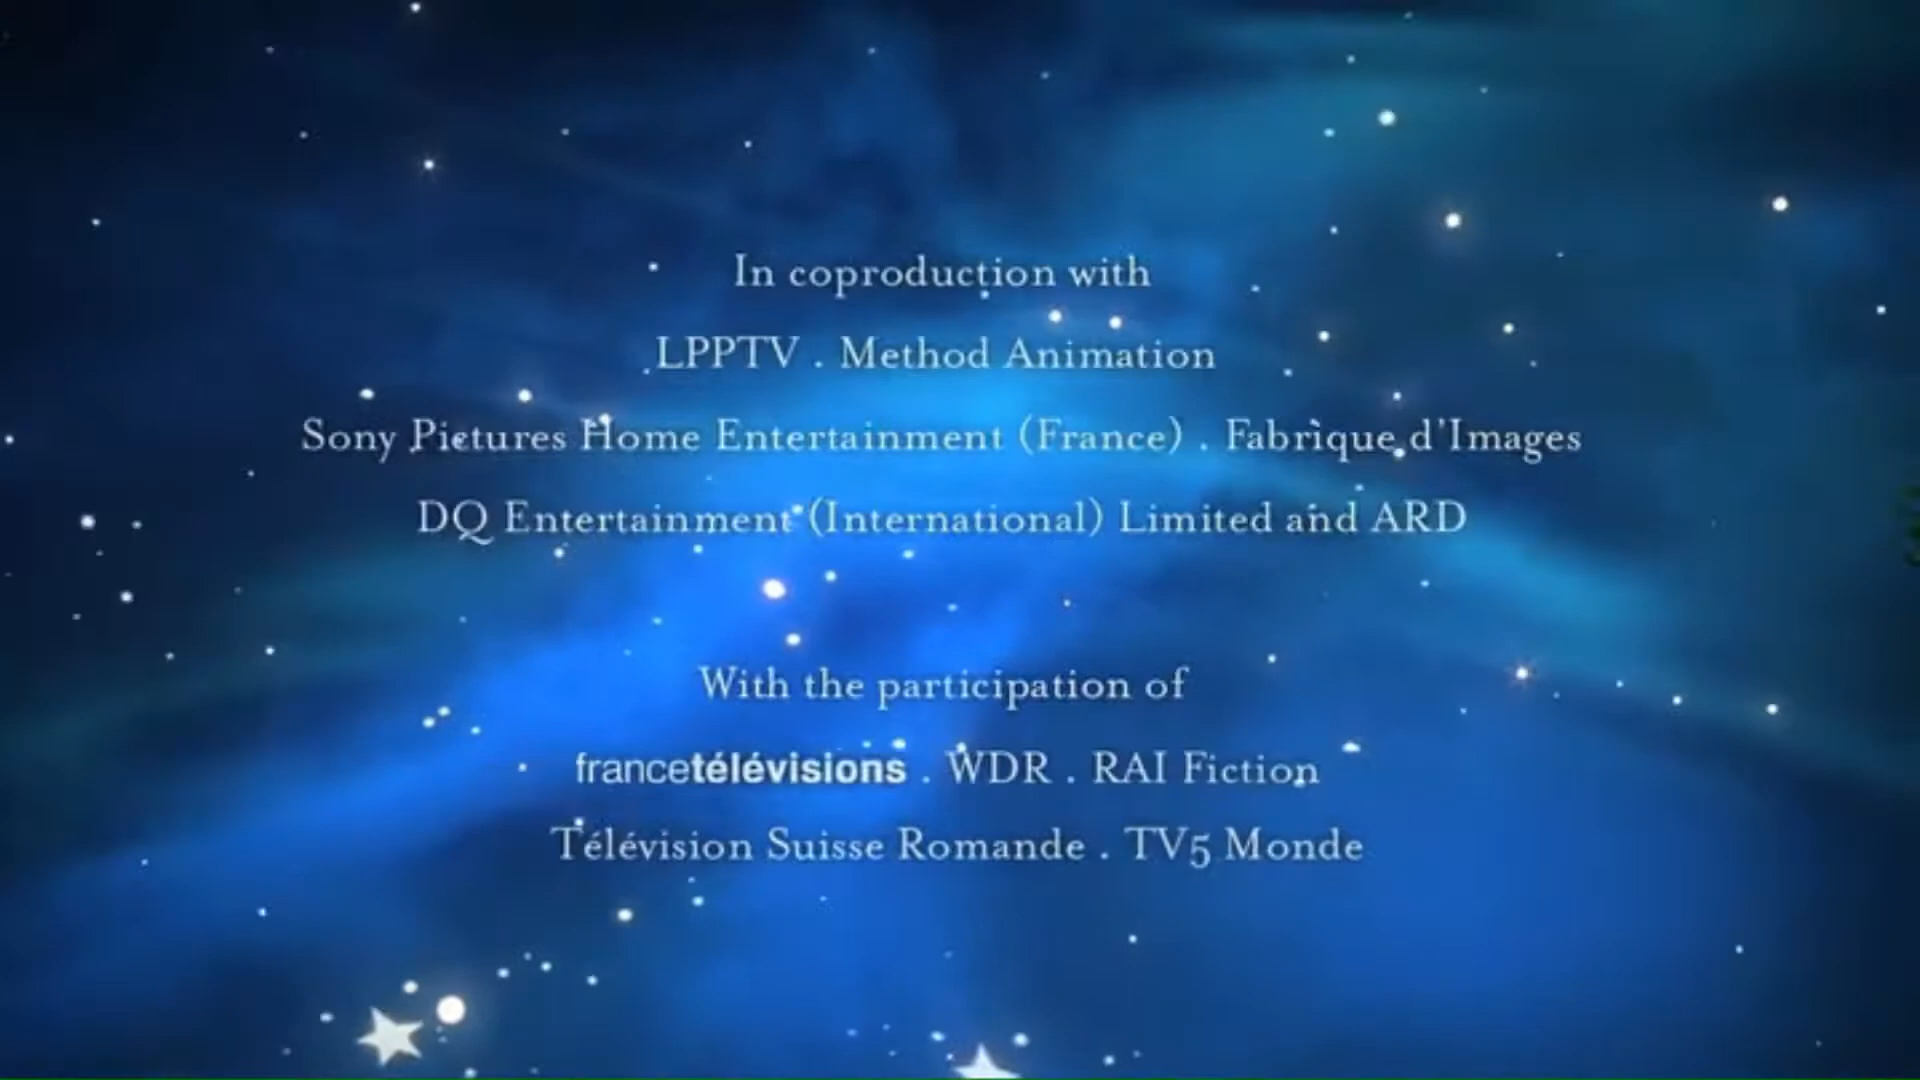 In coproduction with
LPPTV . Method Animation
Sony Pictures Home Entertainment (France) . Fabrique d'Images
DQ Entertainment (International) Limited and ARD
With the participation of
francetélévisions . WDR . RAI Fiction
Télévision Suisse Romande . TV5 Monde